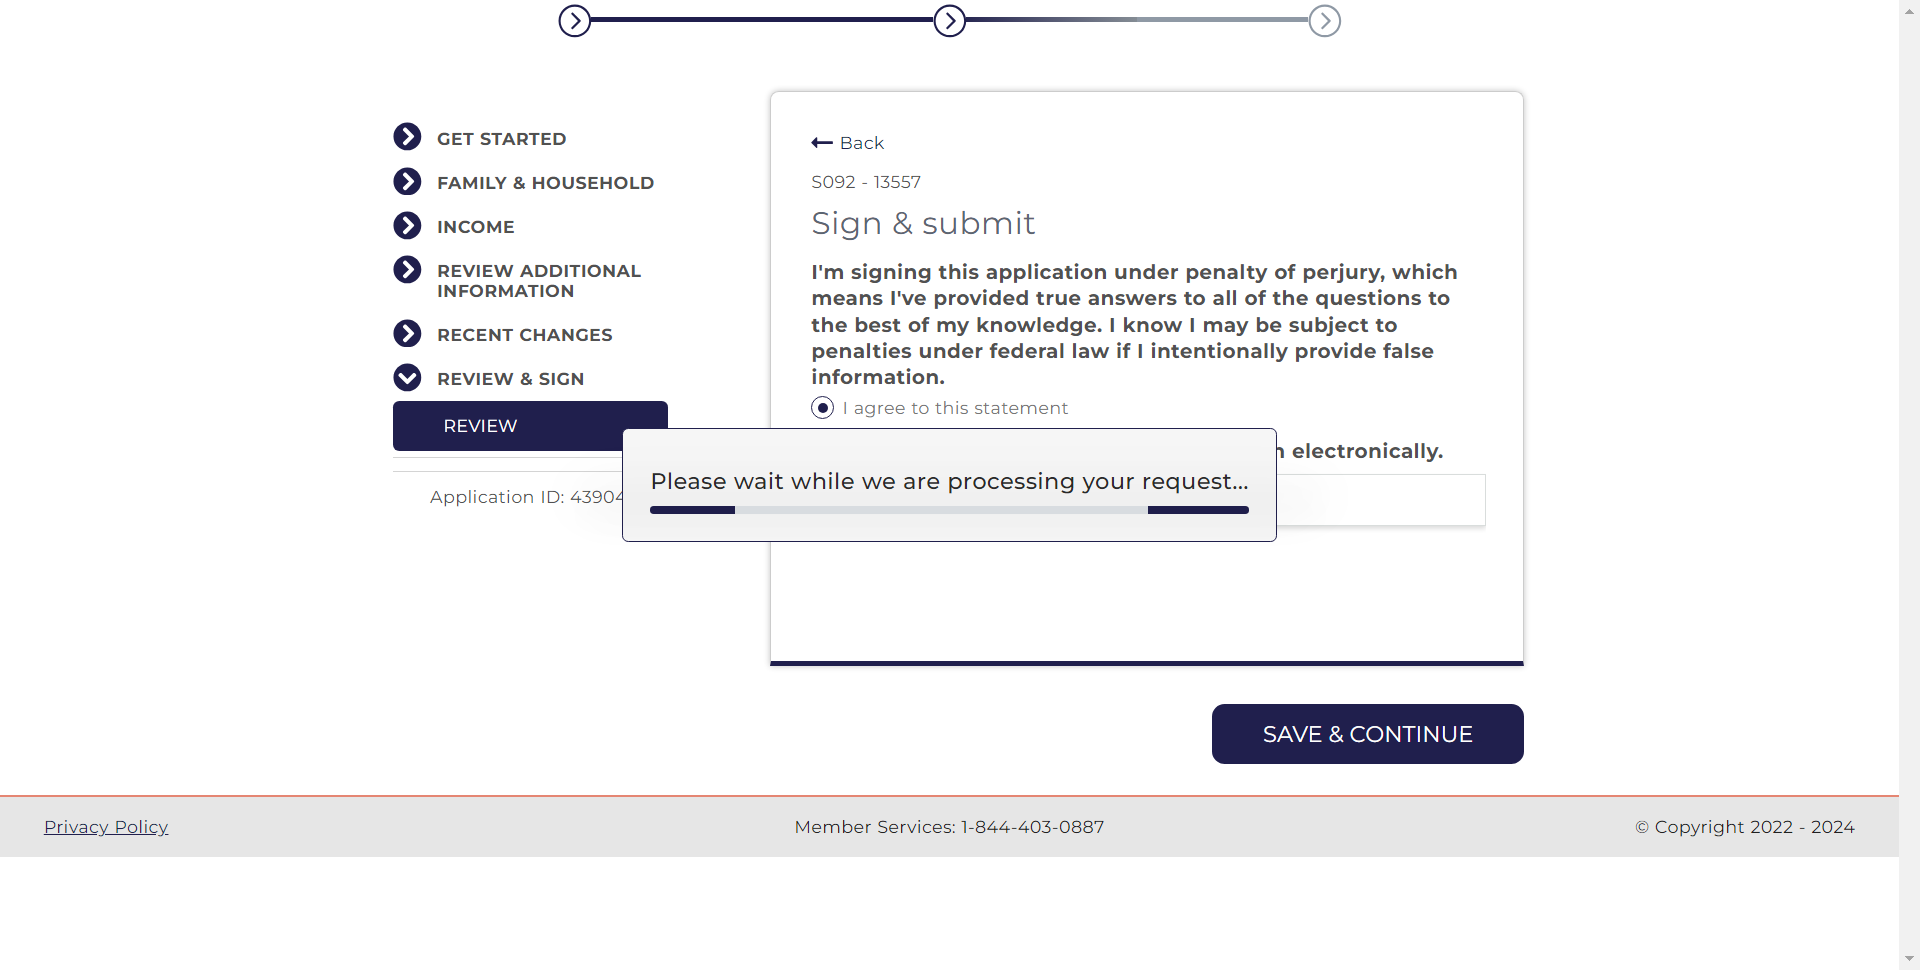 GET STARTED
FAMILY & HOUSEHOLD
INCOME
REVIEW ADDITIONAL
INFORMATION
RECENT CHANGES
REVIEW & SIGN
REVIEW
Application ID:
Back
S092 - 13557
Sign & submit
I'm signing this application under penalty of perjury, which
means I've provided true answers to all of the questions to
the best of my knowledge. I know I may be subject to
penalties under federal law if I intentionally provide false
information.
I agree to this statement
electronically.
Please wait while we are processing your request...
SAVE & CONTINUE
Privacy Policy
Member Services: 1-844-403-0887
© Copyright 2022 - 2024